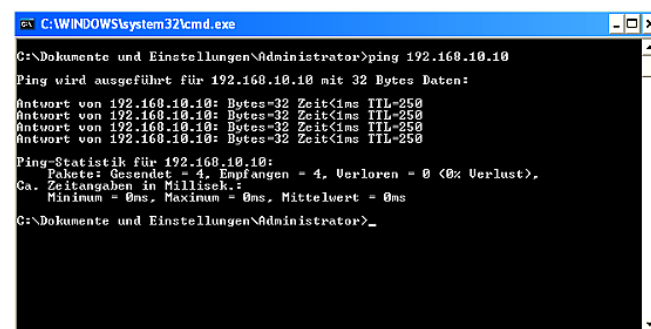 C:\WINDOWS\system32\cmd.exe
C:\Dokumente und Einstellungen\Administrator>ping 192.168.10.10
Ping wird ausgeführt für 192.168.10.10 mit 32 Bytes Daten:
Antwort von 192.168.10.10: Bytes=32 Zeit<1ms TTL=250
Antwort von 192.168.10.10: Bytes=32 Zeit<1ms TTL=250
Antwort von 192.168.10.10: Bytes=32 Zeit<1ms TTL=250
Antwort von 192.168.10.10: Bytes=32 Zeit<1ms TTL=250
Ping-Statistik für 192.168.10.10:
Pakete: Gesendet = 4, Empfangen = 4, Verloren = 0 (0% Verlust),
Ca. Zeitangaben in Millisek.:
Minimum = 0ms, Maximum = 0ms, Mittelwert = 0ms
C:\Dokumente und Einstellungen\Administrator>_